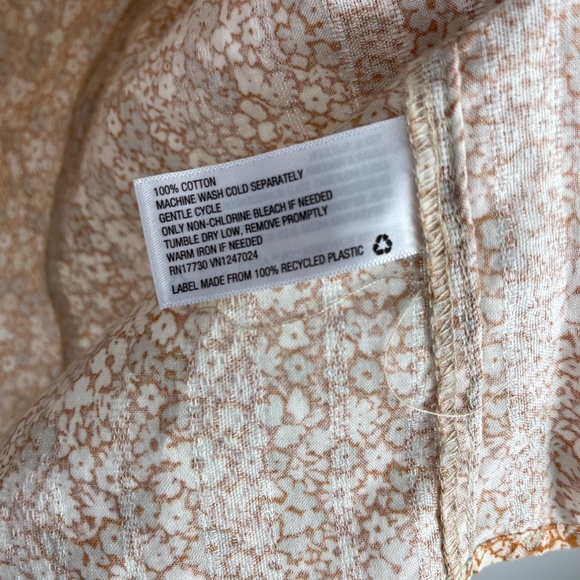 100% COTTON
MACHINE WASH COLD SEPARATELY
GENTLE CYCLE
ONLY NON-CHLORINE BLEACH IF NEEDED
TUMBLE DRY LOW, REMOVE PROMPTLY
WARM IRON IF NEEDED
RN17730 VN1247024
LABEL MADE FROM 100% RECYCLED PLASTIC